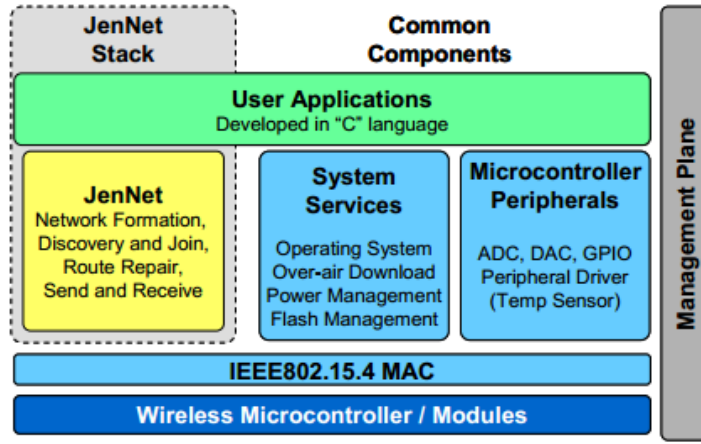 JenNet
Stack
Common
Components
User Applications
Developed in “C” language
JenNet
Network Formation,
Discovery and Join,
Route Repair,
Send and Receive
System
Services
Operating System
Over-air Download
Power Management
Flash Management
Microcontroller
Peripherals
ADC, DAC, GPIO
Peripheral Driver
(Temp Sensor)
IEEE802.15.4 MAC
Wireless Microcontroller / Modules
Management Plane